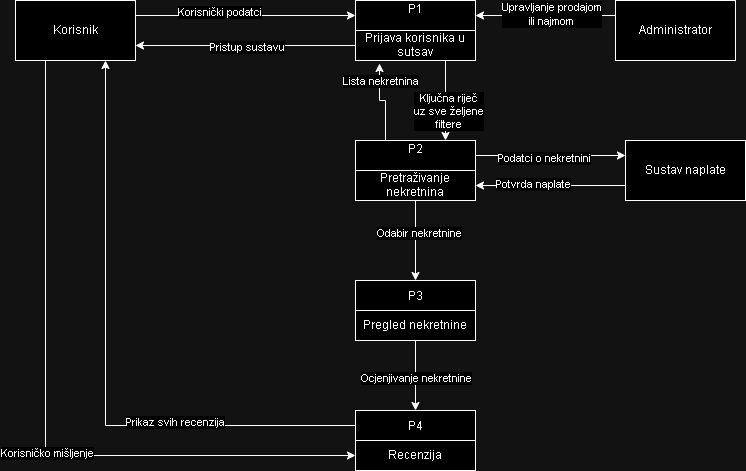 Korisnik
Korisnički podatci
P1
Prijava korisnika u
sutsav
Upravljanje prodajom
ili najmom
Administrator
Pristup sustavu
Lista nekretnina
Ključna riječ
uz sve željene
filtere
P2
Pretraživanje
nekretnina
Podatci o nekretnini
Potvrda naplate
Sustav naplate
Odabir nekretnine
P3
Pregled nekretnine
Ocjenjivanje nekretnine
P4
Recenzija
Prikaz svih recenzija
Korisničko mišljenje